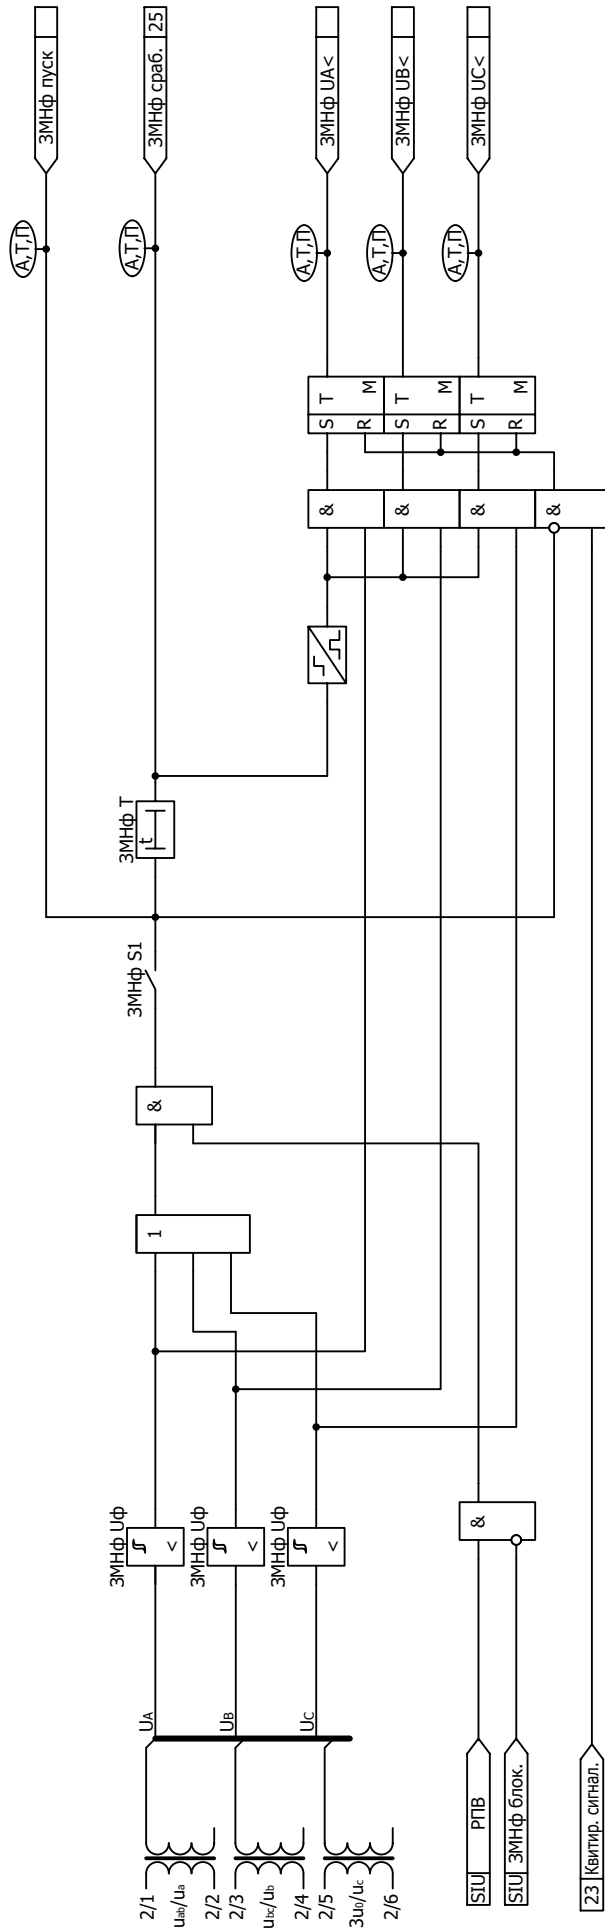 2/1
uab/ua
2/2
2/3
ubc/ub
2/4
2/5
3u0/uc
2/6
UA
UB
UC
ЗМНф Uф
<
ЗМНф Uф
<
ЗМНф Uф
<
1
&
ЗМНф S1
ЗМНф T
t
SIU РПВ
SIU ЗМНф блок.
&
23 Квитир. сигнал.
&
&
&
&
S T
R M
S T
R M
S T
R M
А,Т,П
ЗМНф пуск
А,Т,П
ЗМНф сраб. 25
А,Т,П
ЗМНф UA<
А,Т,П
ЗМНф UB<
А,Т,П
ЗМНф UC<